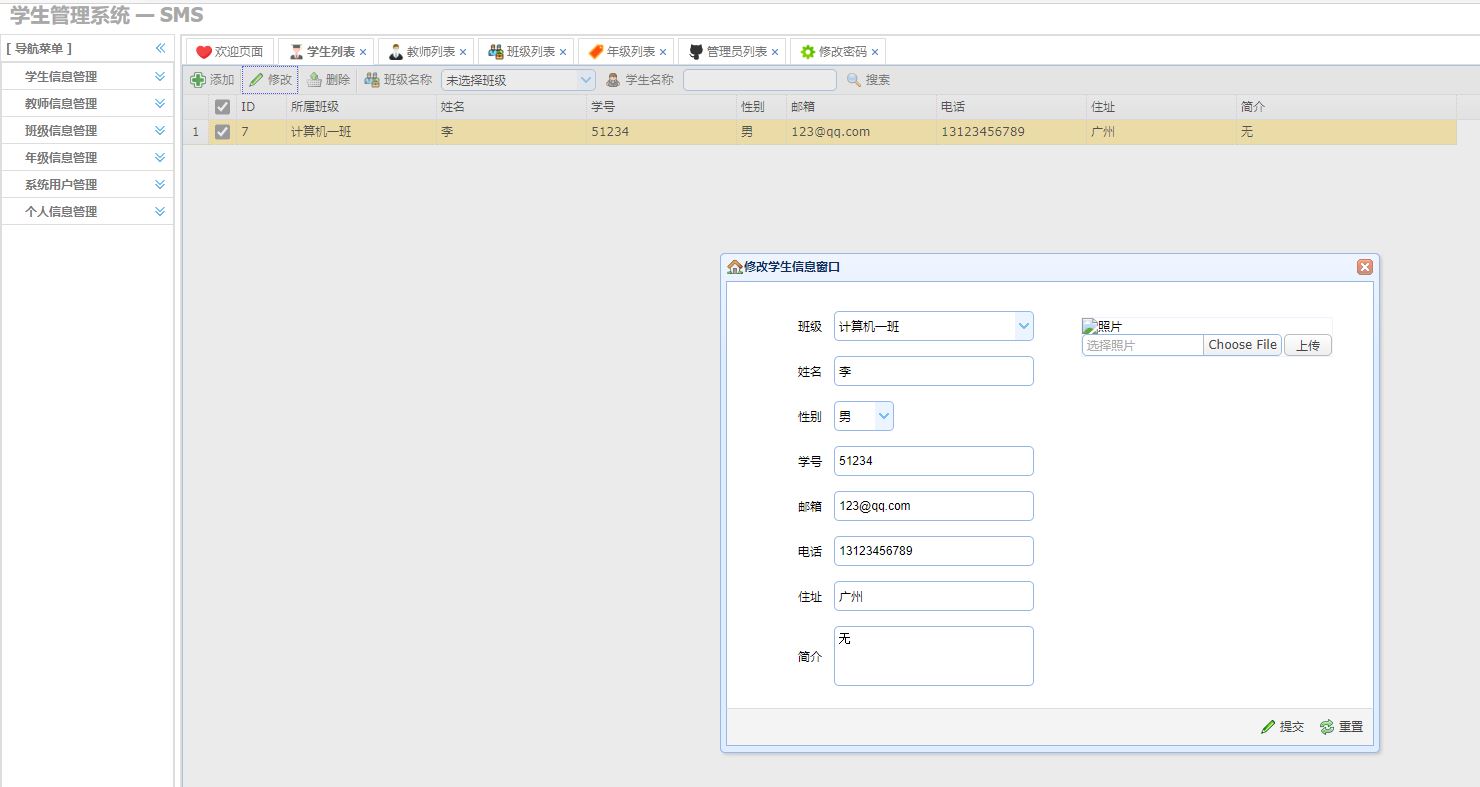 学生管理系统 — SMS
[ 导航菜单 ]
学生信息管理
教师信息管理
班级信息管理
年级信息管理
系统用户管理
个人信息管理
欢迎页面 学生列表 教师列表 班级列表 年级列表 管理员列表 修改密码
添加 修改 删除 班级名称 未选择班级 学生名称 搜索
ID 所属班级 姓名 学号 性别 邮箱 电话 住址 简介
1 7 计算机一班 李 51234 男 123@qq.com 13123456789 广州 无
修改学生信息窗口
班级 计算机一班
姓名 李
性别 男
学号 51234
邮箱 123@qq.com
电话 13123456789
住址 广州
简介 无
照片
选择照片 Choose File 上传
提交 重置